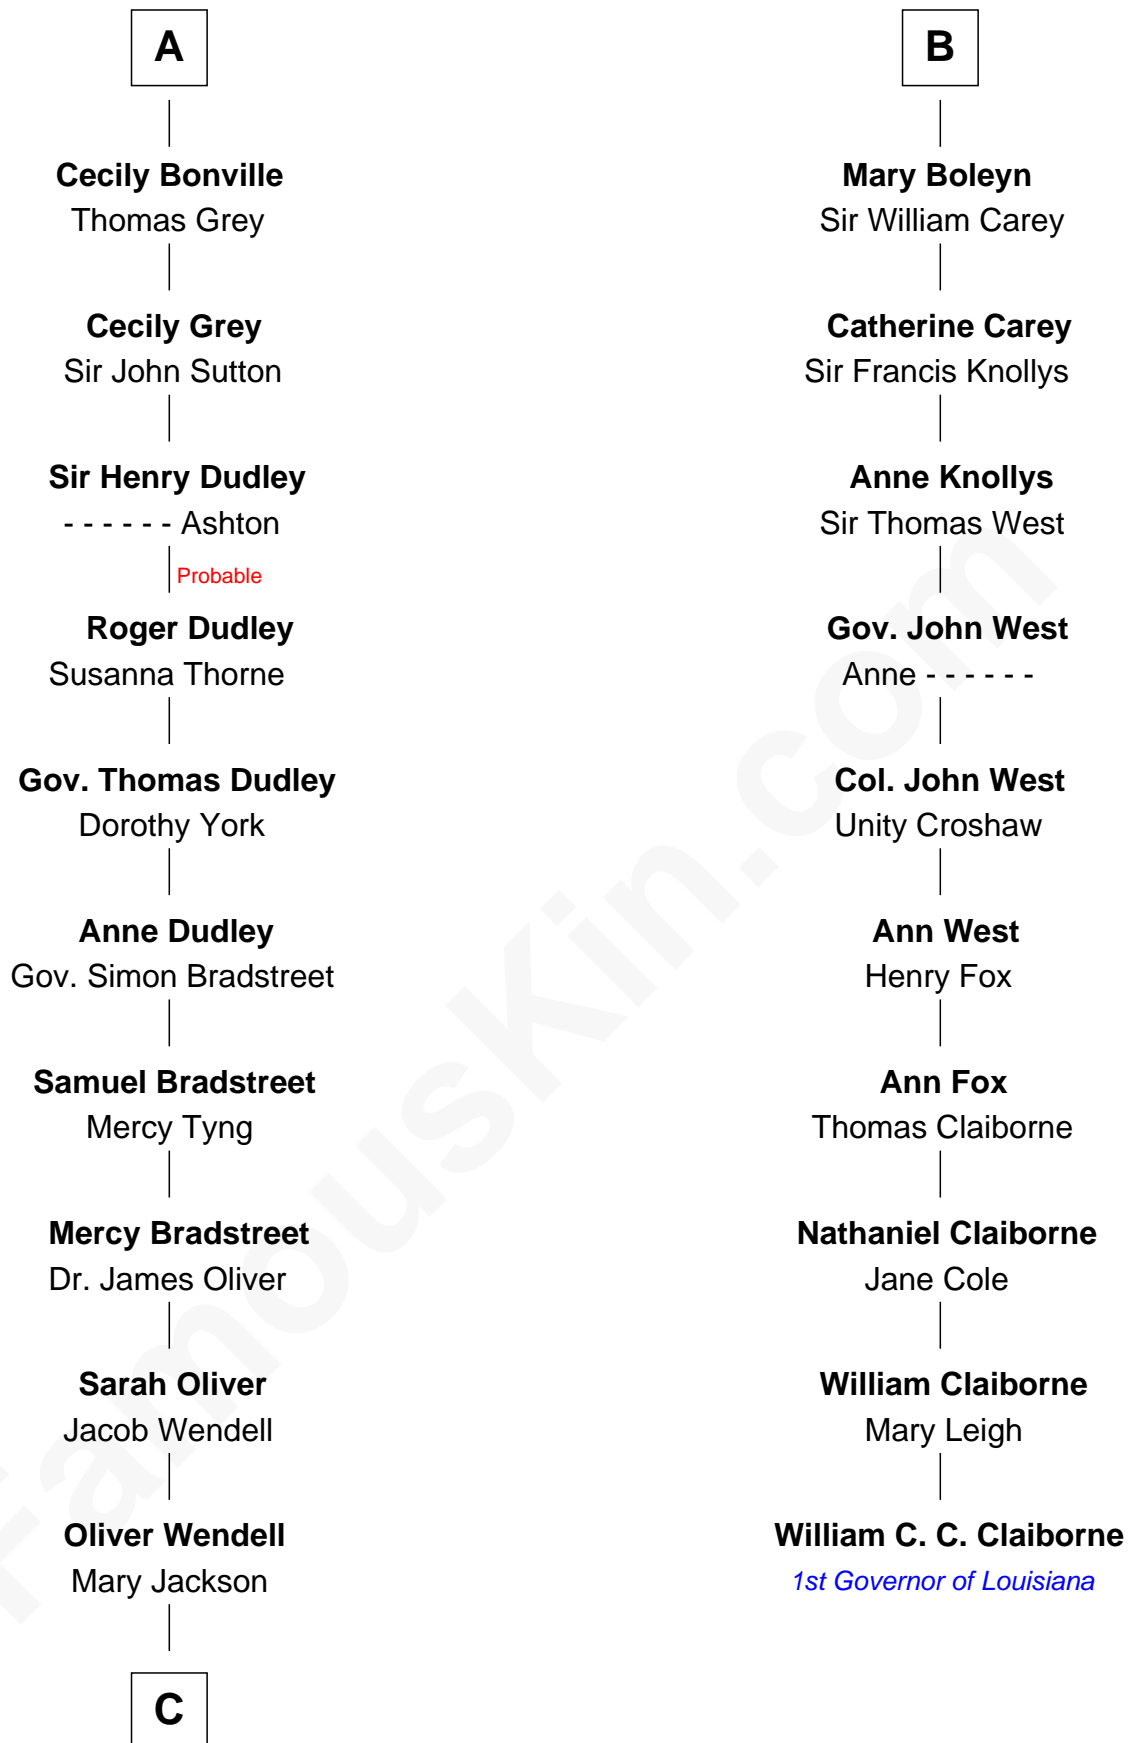 A
Cecily Bonville
Thomas Grey
Cecily Grey
Sir John Sutton
Sir Henry Dudley
- - - - - - Ashton
Probable
Roger Dudley
Susanna Thorne
Gov. Thomas Dudley
Dorothy York
Anne Dudley
Gov. Simon Bradstreet
Samuel Bradstreet
Mercy Tyng
Mercy Bradstreet
Dr. James Oliver
Sarah Oliver
Jacob Wendell
Oliver Wendell
Mary Jackson
C
B
Mary Boleyn
Sir William Carey
Catherine Carey
Sir Francis Knollys
Anne Knollys
Sir Thomas West
Gov. John West
Anne - - - - - -
Col. John West
Unity Croshaw
Ann West
Henry Fox
Ann Fox
Thomas Claiborne
Nathaniel Claiborne
Jane Cole
William Claiborne
Mary Leigh
William C. C. Claiborne
1st Governor of Louisiana
FamousKin.com